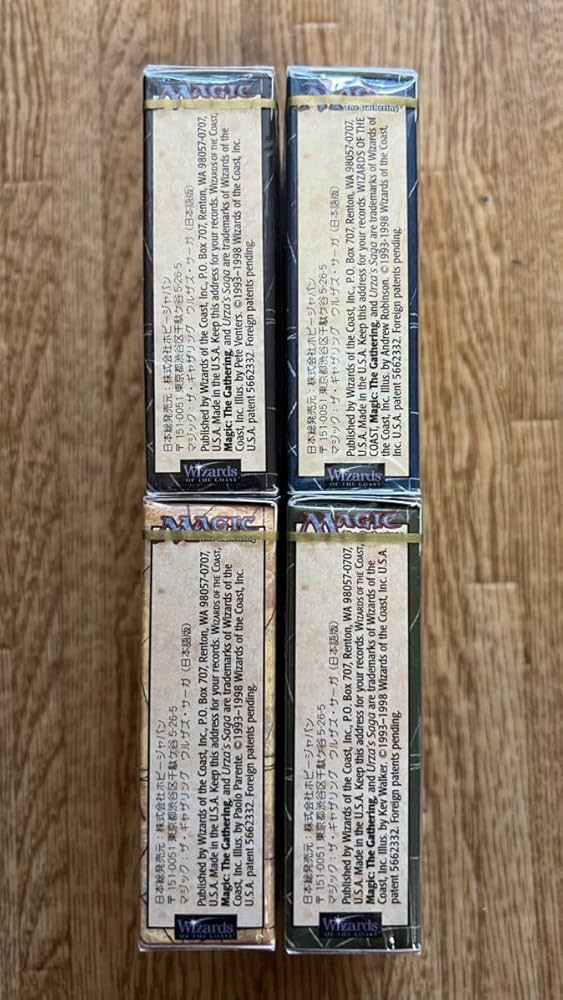 MAGIC
日本総発売元：株式会社ホビージャパン
〒151-0051 東京都渋谷区千駄ケ谷 5-26-5
マジック：ザ・ギャザリング ウルザズ・サーガ（日本語版）
Published by Wizards of the Coast, Inc., P.O. Box 707, Renton, WA 98057-0707,
U.S.A. Made in the U.S.A. Keep this address for your records. WIZARDS OF THE COAST,
Magic: The Gathering, and Urza's Saga are trademarks of Wizards of the
Coast, Inc. Illus. by Pete Venters. ©1993–1998 Wizards of the Coast, Inc.
U.S.A. patent 5662332. Foreign patents pending.
Wizards
OF THE COAST
MAGIC
The Gathering
日本総発売元：株式会社ホビージャパン
〒151-0051 東京都渋谷区千駄ケ谷 5-26-5
マジック：ザ・ギャザリング ウルザズ・サーガ（日本語版）
Published by Wizards of the Coast, Inc., P.O. Box 707, Renton, WA 98057-0707,
U.S.A. Made in the U.S.A. Keep this address for your records. WIZARDS OF THE
COAST, Magic: The Gathering, and Urza's Saga are trademarks of Wizards of
the Coast, Inc. Illus. by Andrew Robinson. ©1993–1998 Wizards of the Coast,
Inc. U.S.A. patent 5662332. Foreign patents pending.
Wizards
OF THE COAST
MAGIC
The Gathering
日本総発売元：株式会社ホビージャパン
〒151-0051 東京都渋谷区千駄ケ谷 5-26-5
マジック：ザ・ギャザリング ウルザズ・サーガ（日本語版）
Published by Wizards of the Coast, Inc., P.O. Box 707, Renton, WA 98057-0707,
U.S.A. Made in the U.S.A. Keep this address for your records. WIZARDS OF THE COAST,
Magic: The Gathering, and Urza's Saga are trademarks of Wizards of the
Coast, Inc. Illus. by Paolo Parente. ©1993–1998 Wizards of the Coast, Inc.
U.S.A. patent 5662332. Foreign patents pending.
Wizards
OF THE COAST
MAGIC
The Gathering
日本総発売元：株式会社ホビージャパン
〒151-0051 東京都渋谷区千駄ケ谷 5-26-5
マジック：ザ・ギャザリング ウルザズ・サーガ（日本語版）
Published by Wizards of the Coast, Inc., P.O. Box 707, Renton, WA 98057-0707,
U.S.A. Made in the U.S.A. Keep this address for your records. WIZARDS OF THE COAST,
Magic: The Gathering, and Urza's Saga are trademarks of Wizards of the
Coast, Inc. Illus. by Kev Walker. ©1993–1998 Wizards of the Coast, Inc. U.S.A.
patent 5662332. Foreign patents pending.
Wizards
OF THE COAST